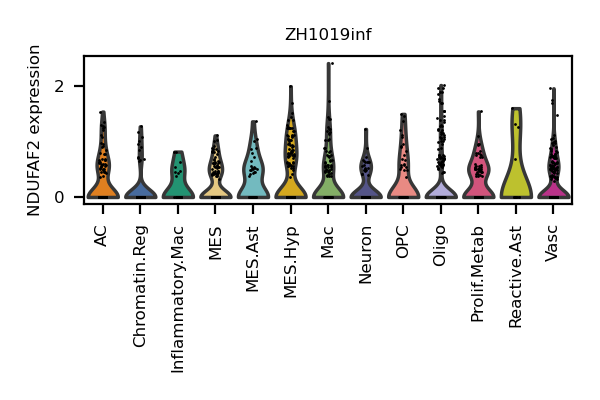 ZH1019inf
NDUFAF2 expression
2
0
AC
Chromatin.Reg
Inflammatory.Mac
MES
MES.Ast
MES.Hyp
Mac
Neuron
OPC
Oligo
Prolif.Metab
Reactive.Ast
Vasc